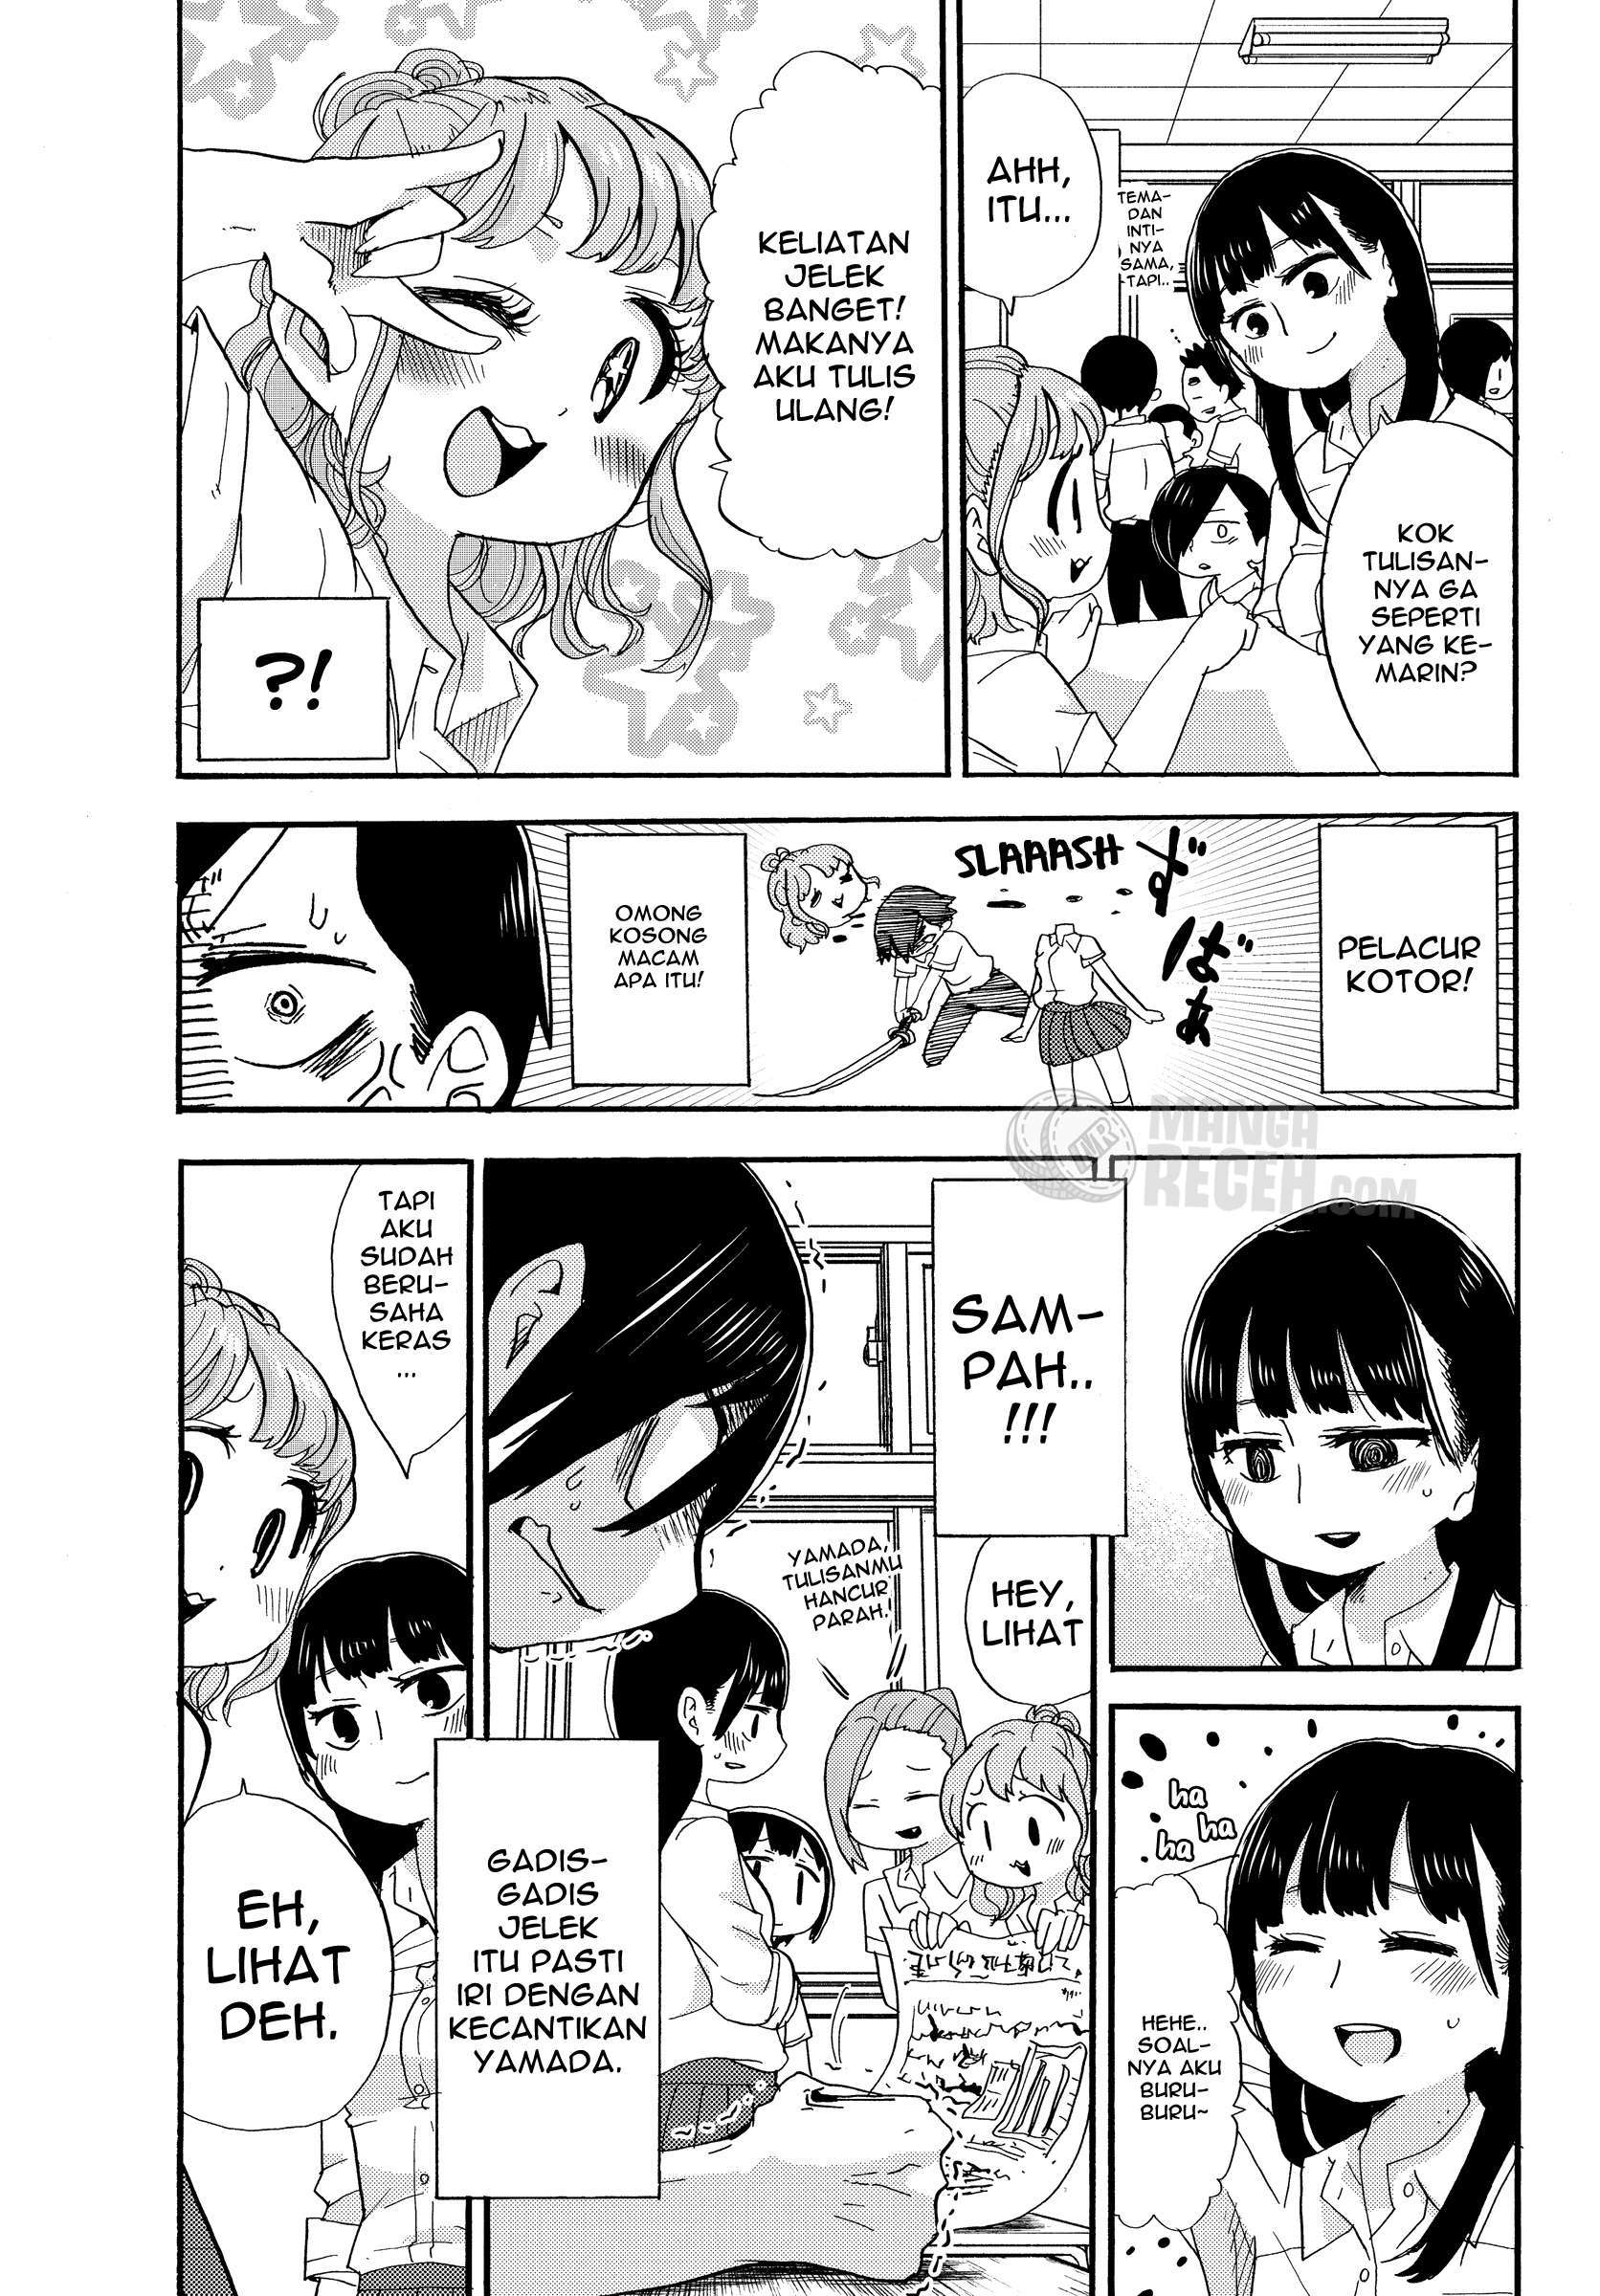 AHH,
ITU...
TEMA-
DAN
INTI-
NYA
SAMA,
TAPI..
KOK
TULISAN-
NYA GA
SEPERTI
YANG KE-
MARIN?
KELIATAN
JELEK
BANGET!
MAKANYA
AKU TULIS
ULANG!
?!
PELACUR
KOTOR!
SLAAASH
OMONG
KOSONG
MACAM
APA ITU!
MANGA
RECEH.COM
SAM-
PAH..
!!!
HEY,
LIHAT
YAMADA,
TULISANMU
HANCUR
PARAH.
TAPI
AKU
SUDAH
BERU-
SAHA
KERAS
...
ha
ha
ha
HEHE..
SOAL-
NYA AKU
BURU-
BURU~
GADIS-
GADIS
JELEK
ITU PASTI
IRI DENGAN
KECANTIKAN
YAMADA.
EH,
LIHAT
DEH.